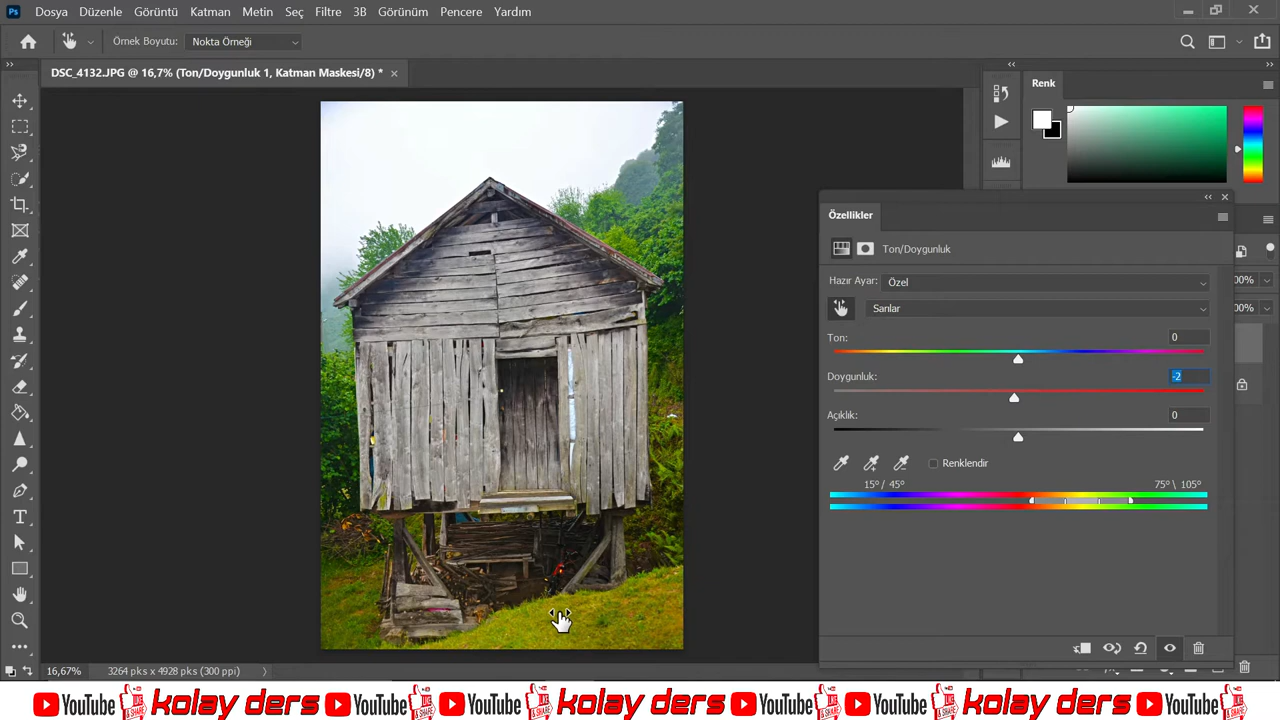 Ps Dosya Düzenle Görüntü Katman Metin Seç Filtre 3B Görünüm Pencere Yardım
Örnek Boyutu: Nokta Örneği
DSC_4132.JPG @ 16,7% (Ton/Doygunluk 1, Katman Maskesi/8) *
Renk
Özellikler
Ton/Doygunluk
Hazır Ayar: Özel
Sarılar
Ton: 0
Doygunluk: -2
Açıklık: 0
Renklendir
15° / 45° 75° \ 105°
16,67% 3264 pks x 4928 pks (300 ppi)
YouTube kolay ders YouTube YouTube kolay ders YouTube YouTube kolay ders YouTube